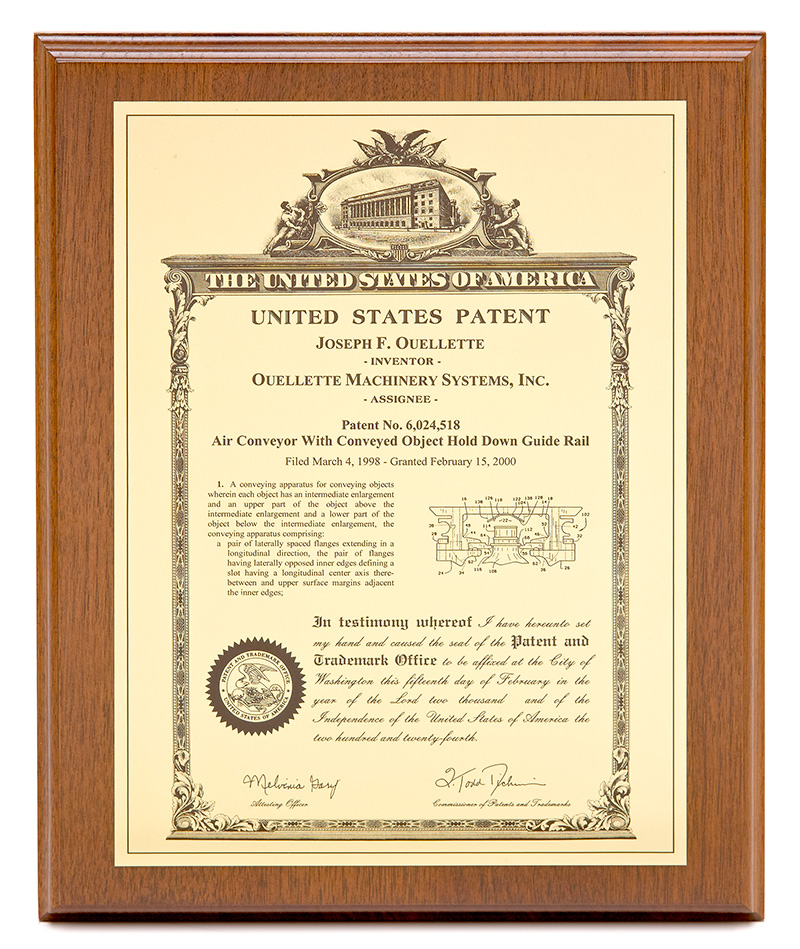 THE UNITED STATES OF AMERICA
UNITED STATES PATENT
JOSEPH F. OUELLETTE
- INVENTOR -
OUELLETTE MACHINERY SYSTEMS, INC.
- ASSIGNEE -
Patent No. 6,024,518
Air Conveyor With Conveyed Object Hold Down Guide Rail
Filed March 4, 1998 - Granted February 15, 2000
1. A conveying apparatus for conveying objects
wherein each object has an intermediate enlargement
and an upper part of the object above the
intermediate enlargement and a lower part of the
object below the intermediate enlargement, the
conveying apparatus comprising:
a pair of laterally spaced flanges extending in a
longitudinal direction, the pair of flanges
having laterally opposed inner edges defining a
slot having a longitudinal center axis there-
between and upper surface margins adjacent
the inner edges;
In testimony whereof I have hereunto set
my hand and caused the seal of the Patent and
Trademark Office to be affixed at the City of
Washington this fifteenth day of February in the
year of the Lord two thousand and of the
Independence of the United States of America the
two hundred and twenty-fourth.
PATENT AND TRADEMARK OFFICE
UNITED STATES OF AMERICA
Attesting Officer
Commissioner of Patents and Trademarks